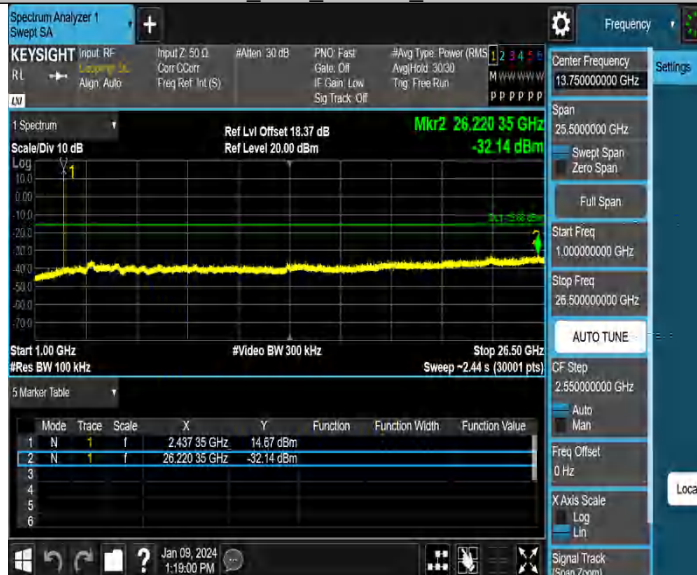 Spectrum Analyzer 1
Swept SA
+
Frequency
KEYSIGHT
RL
Input: RF
Align: Auto
Input Z: 50 Ω
Corr CCorr
Freq Ref: Int (S)
#Atten: 30 dB
PNO: Fast
Gate: Off
IF Gain: Low
Sig Track: Off
#Avg Type: Power (RMS
Avg|Hold: 30/30
Trig: Free Run
1 2 3 4 5 6
M W W W W W
P P P P P P
Center Frequency
13.750000000 GHz
Settings
Span
25.5000000 GHz
Swept Span
Zero Span
Full Span
Start Freq
1.000000000 GHz
Stop Freq
26.500000000 GHz
AUTO TUNE
CF Step
2.550000000 GHz
Auto
Man
Freq Offset
0 Hz
X Axis Scale
Log
Lin
Signal Track
(Span Zoom)
Loca
LXI
1 Spectrum
Scale/Div 10 dB
Ref Lvl Offset 18.37 dB
Ref Level 20.00 dBm
Mkr2 26.220 35 GHz
-32.14 dBm
Log
1
10.0
0.00
-10.0
-20.0
2
-30.0
-40.0
-50.0
-60.0
-70.0
Start 1.00 GHz
#Video BW 300 kHz
Stop 26.50 GHz
#Res BW 100 kHz
Sweep ~2.44 s (30001 pts)
5 Marker Table
Mode Trace Scale X Y Function Function Width Function Value
1 N 1 f 2.437 35 GHz 14.67 dBm
2 N 1 f 26.220 35 GHz -32.14 dBm
3
4
5
6
?
Jan 09, 2024
1:19:00 PM